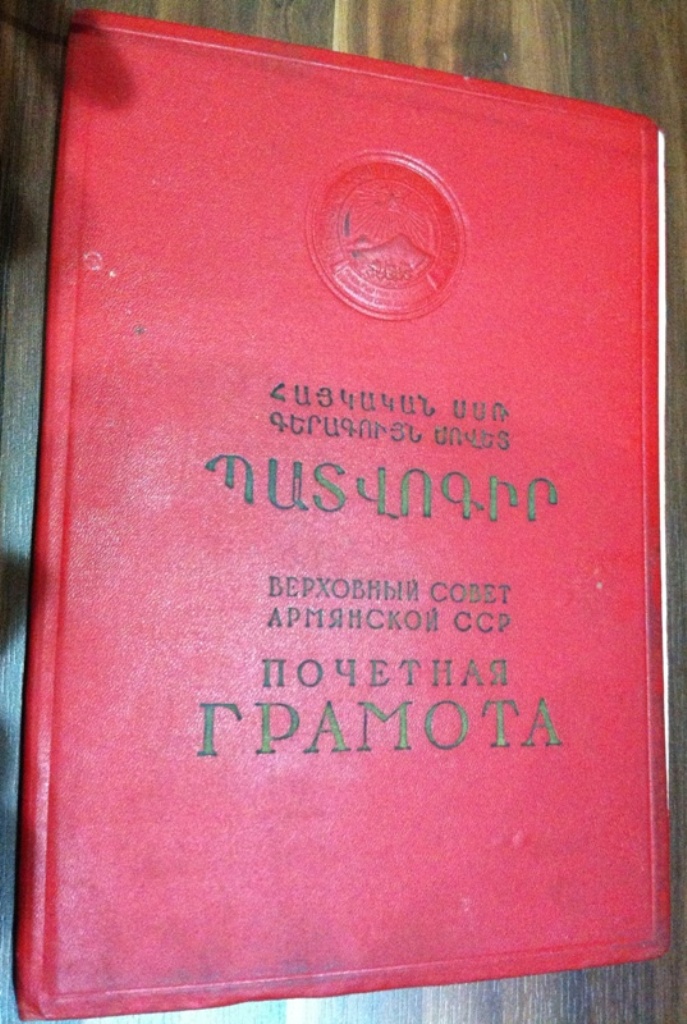 ՀԱՅԿԱԿԱՆ ՍՍՌ
ԳԵՐԱԳՈՒՅՆ ՍՈՎԵՏ
ՊԱՏՎՈԳԻՐ
ВЕРХОВНЫЙ СОВЕТ
АРМЯНСКОЙ ССР
ПОЧЕТНАЯ
ГРАМОТА